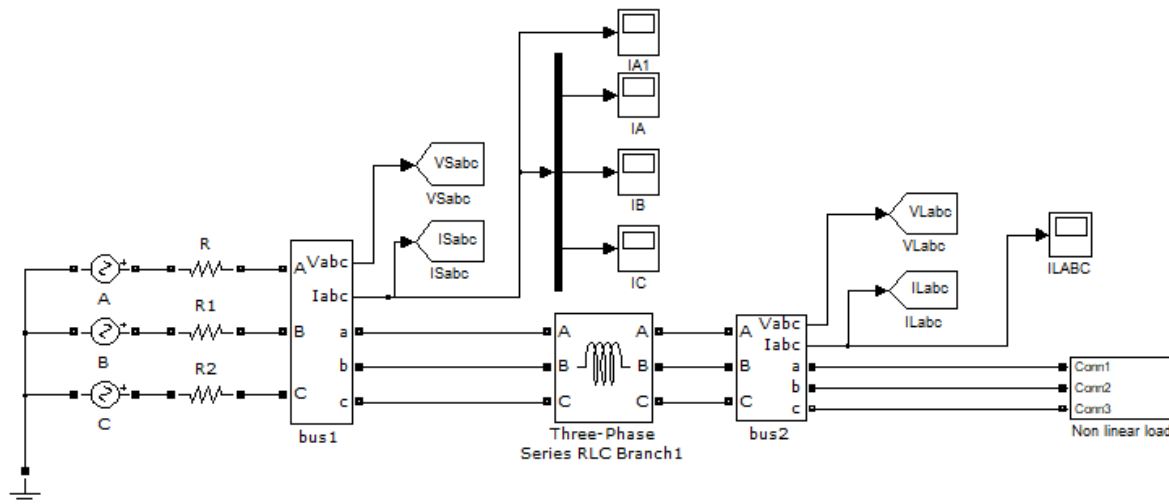 IA1
IA
IB
IC
VSabc
VSabc
ISabc
ISabc
VLabc
VLabc
ILabc
ILabc
ILABC
R
A
R1
B
R2
C
A
B
C
Vabc
Iabc
a
b
c
bus1
A
B
C
A
B
C
Three-Phase
Series RLC Branch1
A
B
C
Vabc
Iabc
a
b
c
bus2
Conn1
Conn2
Conn3
Non linear load